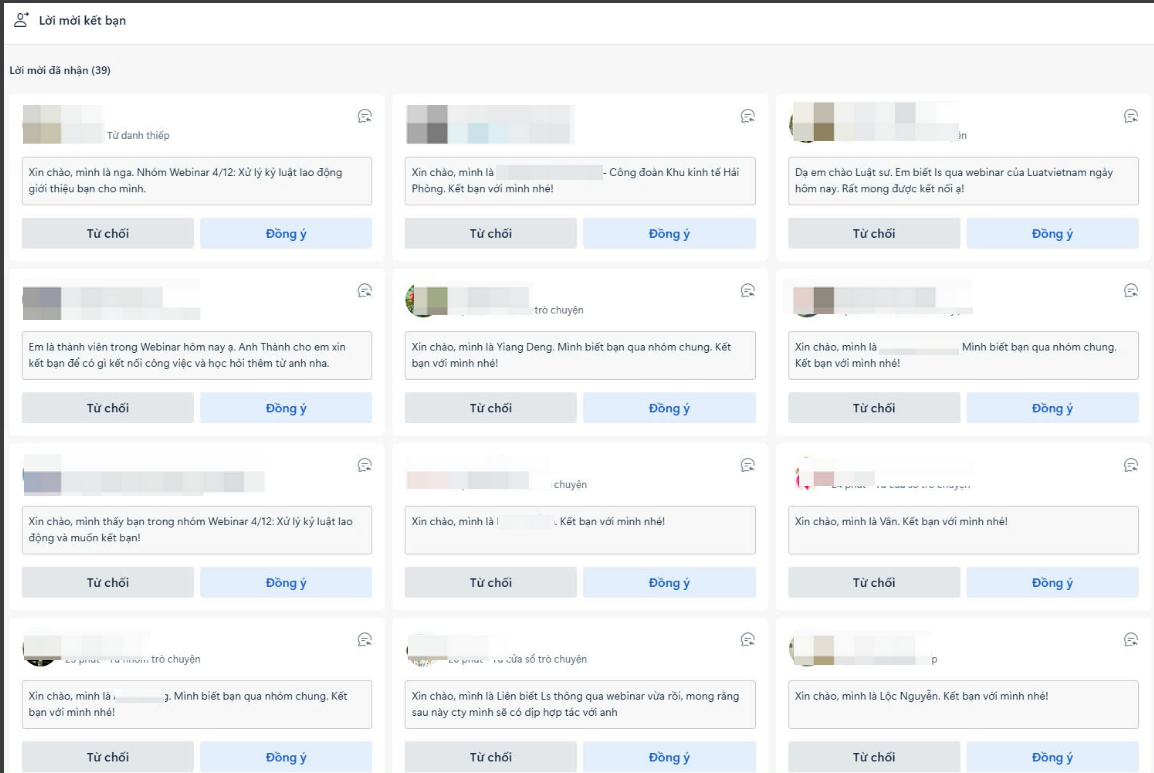 Lời mời kết bạn
Lời mời đã nhận (39)
Từ danh thiếp
Xin chào, mình là nga. Nhóm Webinar 4/12: Xử lý kỷ luật lao động
giới thiệu bạn cho mình.
Từ chối
Đồng ý
Xin chào, mình là - Công đoàn Khu kinh tế Hải
Phòng. Kết bạn với mình nhé!
Từ chối
Đồng ý
Dạ em chào Luật sư. Em biết ls qua webinar của Luatvietnam ngày
hôm nay. Rất mong được kết nối ạ!
Từ chối
Đồng ý
Em là thành viên trong Webinar hôm nay ạ. Anh Thành cho em xin
kết bạn để có gì kết nối công việc và học hỏi thêm từ anh nha.
Từ chối
Đồng ý
trò chuyện
Xin chào, mình là Yiang Deng. Mình biết bạn qua nhóm chung. Kết
bạn với mình nhé!
Từ chối
Đồng ý
Xin chào, mình là Mình biết bạn qua nhóm chung.
Kết bạn với mình nhé!
Từ chối
Đồng ý
Xin chào, mình thấy bạn trong nhóm Webinar 4/12: Xử lý kỷ luật lao
động và muốn kết bạn!
Từ chối
Đồng ý
chuyện
Xin chào, mình là . Kết bạn với mình nhé!
Từ chối
Đồng ý
24 phút - Từ cửa sổ trò chuyện
Xin chào, mình là Vân. Kết bạn với mình nhé!
Từ chối
Đồng ý
25 phút - Từ nhóm trò chuyện
Xin chào, mình là g. Mình biết bạn qua nhóm chung. Kết
bạn với mình nhé!
Từ chối
Đồng ý
phút - Từ cửa sổ trò chuyện
Xin chào, mình là Liên biết Ls thông qua webinar vừa rồi, mong rằng
sau này cty mình sẽ có dịp hợp tác với anh
Từ chối
Đồng ý
Xin chào, mình là Lộc Nguyễn. Kết bạn với mình nhé!
Từ chối
Đồng ý